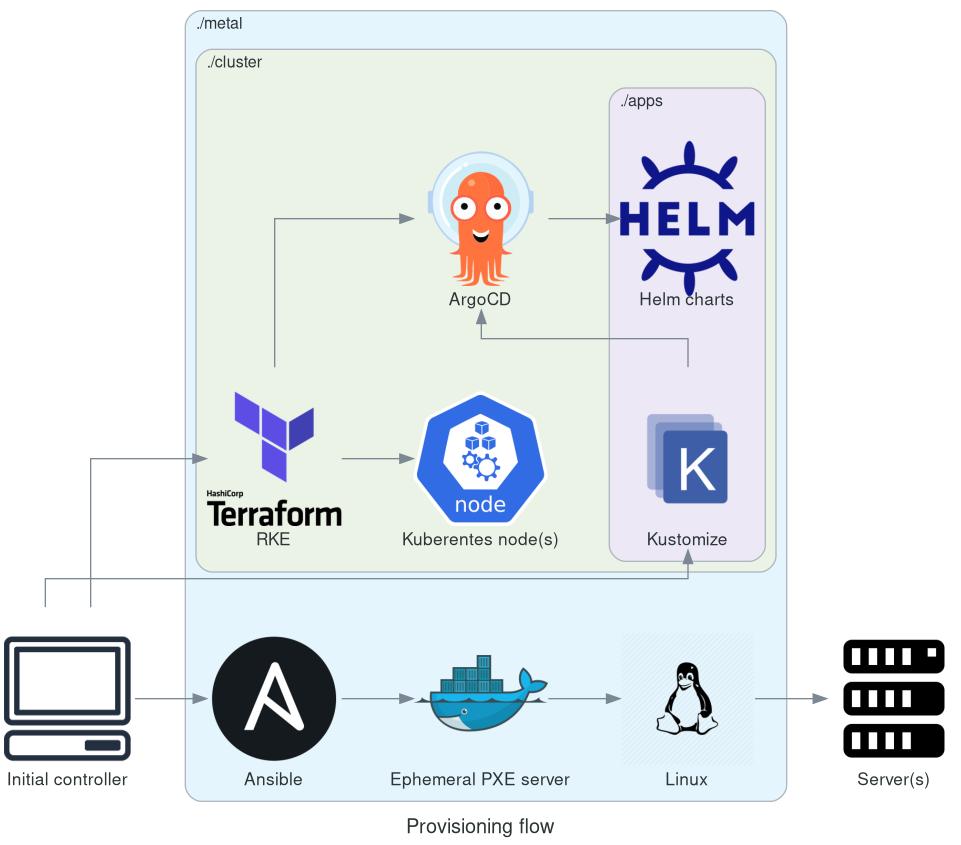 ./metal
./cluster
./apps
HELM
ArgoCD
Helm charts
HashiCorp
Terraform
RKE
node
Kuberentes node(s)
K
Kustomize
Initial controller
Ansible
Ephemeral PXE server
Linux
Server(s)
Provisioning flow